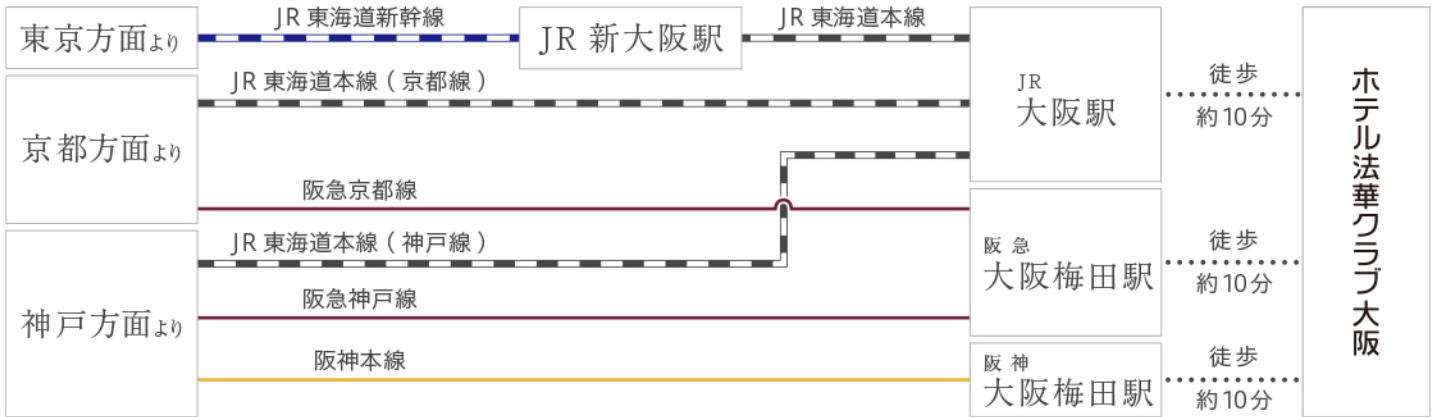 東京方面より
JR 東海道新幹線
JR 新大阪駅
JR 東海道本線
京都方面より
JR 東海道本線 ( 京都線 )
阪急京都線
神戸方面より
JR 東海道本線 ( 神戸線 )
阪急神戸線
阪神本線
JR
大阪駅
徒歩
約10分
阪急
大阪梅田駅
徒歩
約10分
阪神
大阪梅田駅
徒歩
約10分
ホテル法華クラブ大阪